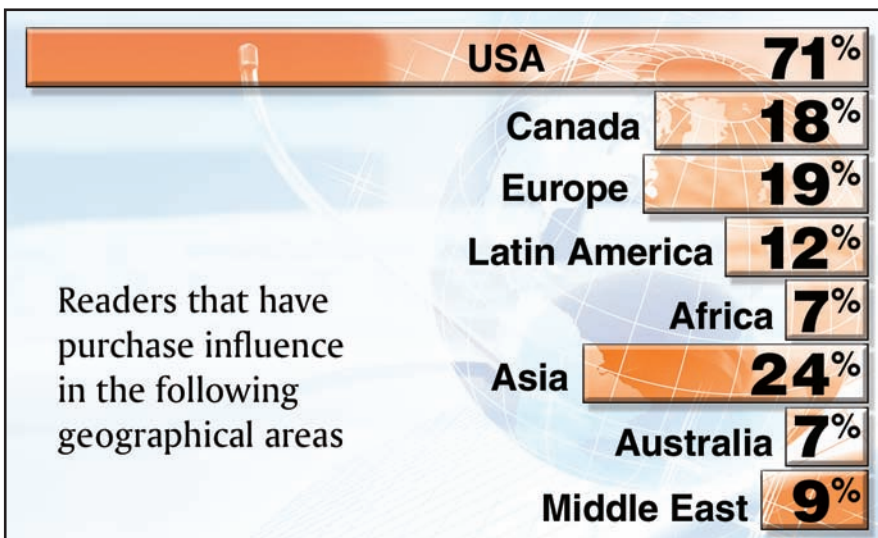 USA 71%
Canada 18%
Europe 19%
Latin America 12%
Africa 7%
Asia 24%
Australia 7%
Middle East 9%
Readers that have
purchase influence
in the following
geographical areas